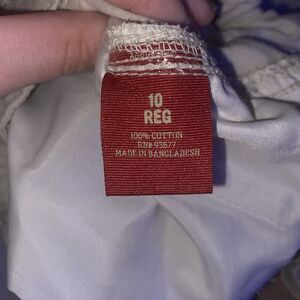 10
REG
100% COTTON
RN# 93677
MADE IN BANGLADESH